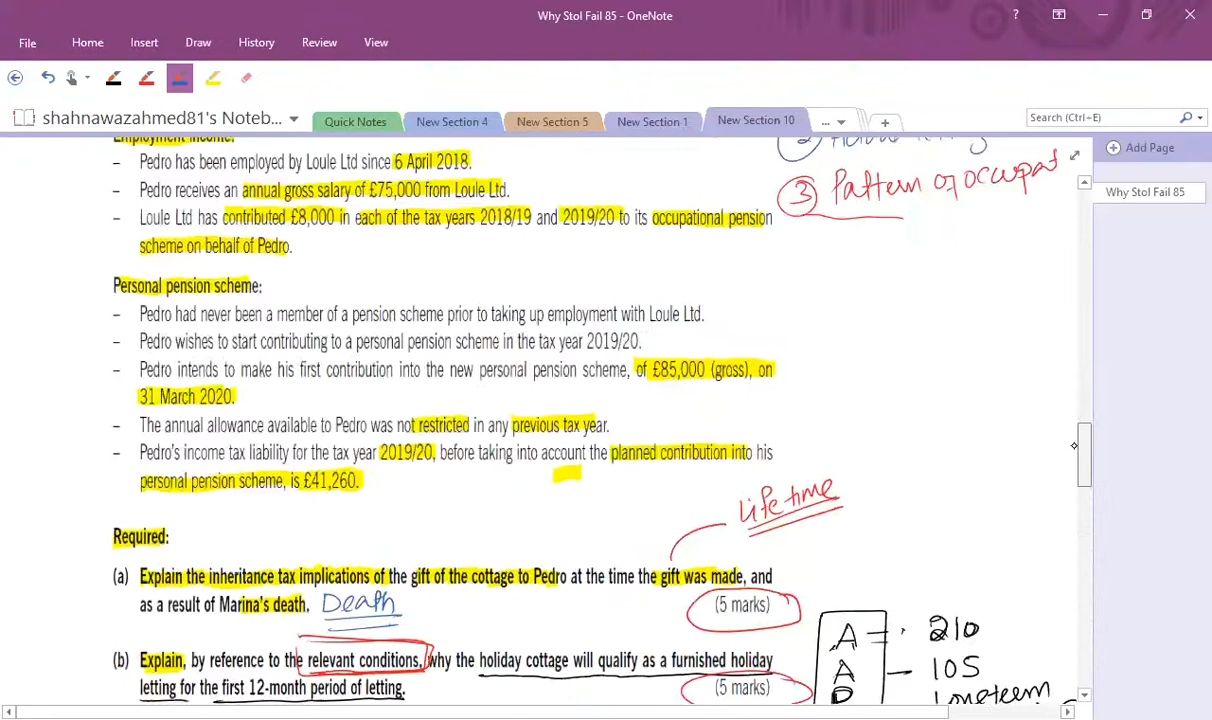 Why Stol Fail 85 - OneNote
File Home Insert Draw History Review View
shahnawazahmed81's Noteb... Quick Notes New Section 4 New Section 5 New Section 1 New Section 10 ... Search (Ctrl+E)
Employment income:
Add Page
– Pedro has been employed by Loule Ltd since 6 April 2018.
③ Pattern of occupat
– Pedro receives an annual gross salary of £75,000 from Loule Ltd.
Why Stol Fail 85
– Loule Ltd has contributed £8,000 in each of the tax years 2018/19 and 2019/20 to its occupational pension
scheme on behalf of Pedro.
Personal pension scheme:
– Pedro had never been a member of a pension scheme prior to taking up employment with Loule Ltd.
– Pedro wishes to start contributing to a personal pension scheme in the tax year 2019/20.
– Pedro intends to make his first contribution into the new personal pension scheme, of £85,000 (gross), on
31 March 2020.
– The annual allowance available to Pedro was not restricted in any previous tax year.
– Pedro's income tax liability for the tax year 2019/20, before taking into account the planned contribution into his
personal pension scheme, is £41,260.
Lifetime
Required:
(a) Explain the inheritance tax implications of the gift of the cottage to Pedro at the time the gift was made, and
as a result of Marina's death. Death (5 marks)
A = 210
(b) Explain, by reference to the relevant conditions, why the holiday cottage will qualify as a furnished holiday
A – 105
letting for the first 12-month period of letting. (5 marks)
longterm